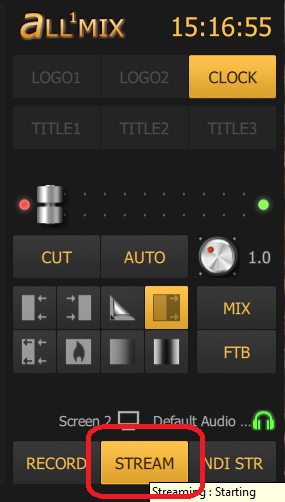 ALL1MIX 15:16:55
LOGO1 LOGO2 CLOCK
TITLE1 TITLE2 TITLE3
CUT AUTO 1.0
MIX
FTB
Screen 2 Default Audio ...
RECORD STREAM NDI STR
Streaming : Starting